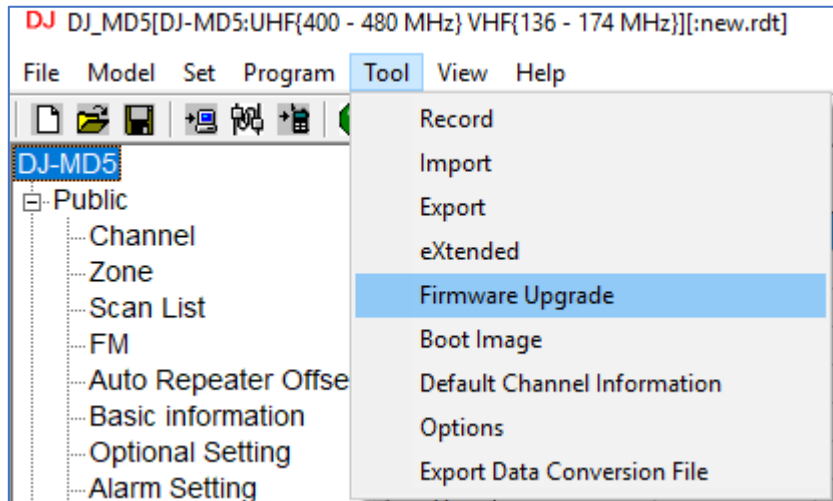 DJ DJ_MD5[DJ-MD5:UHF{400 - 480 MHz} VHF{136 - 174 MHz}][:new.rdt]
File Model Set Program Tool View Help
DJ-MD5
Public
Channel
Zone
Scan List
FM
Auto Repeater Offse
Basic information
Optional Setting
Alarm Setting
Record
Import
Export
eXtended
Firmware Upgrade
Boot Image
Default Channel Information
Options
Export Data Conversion File